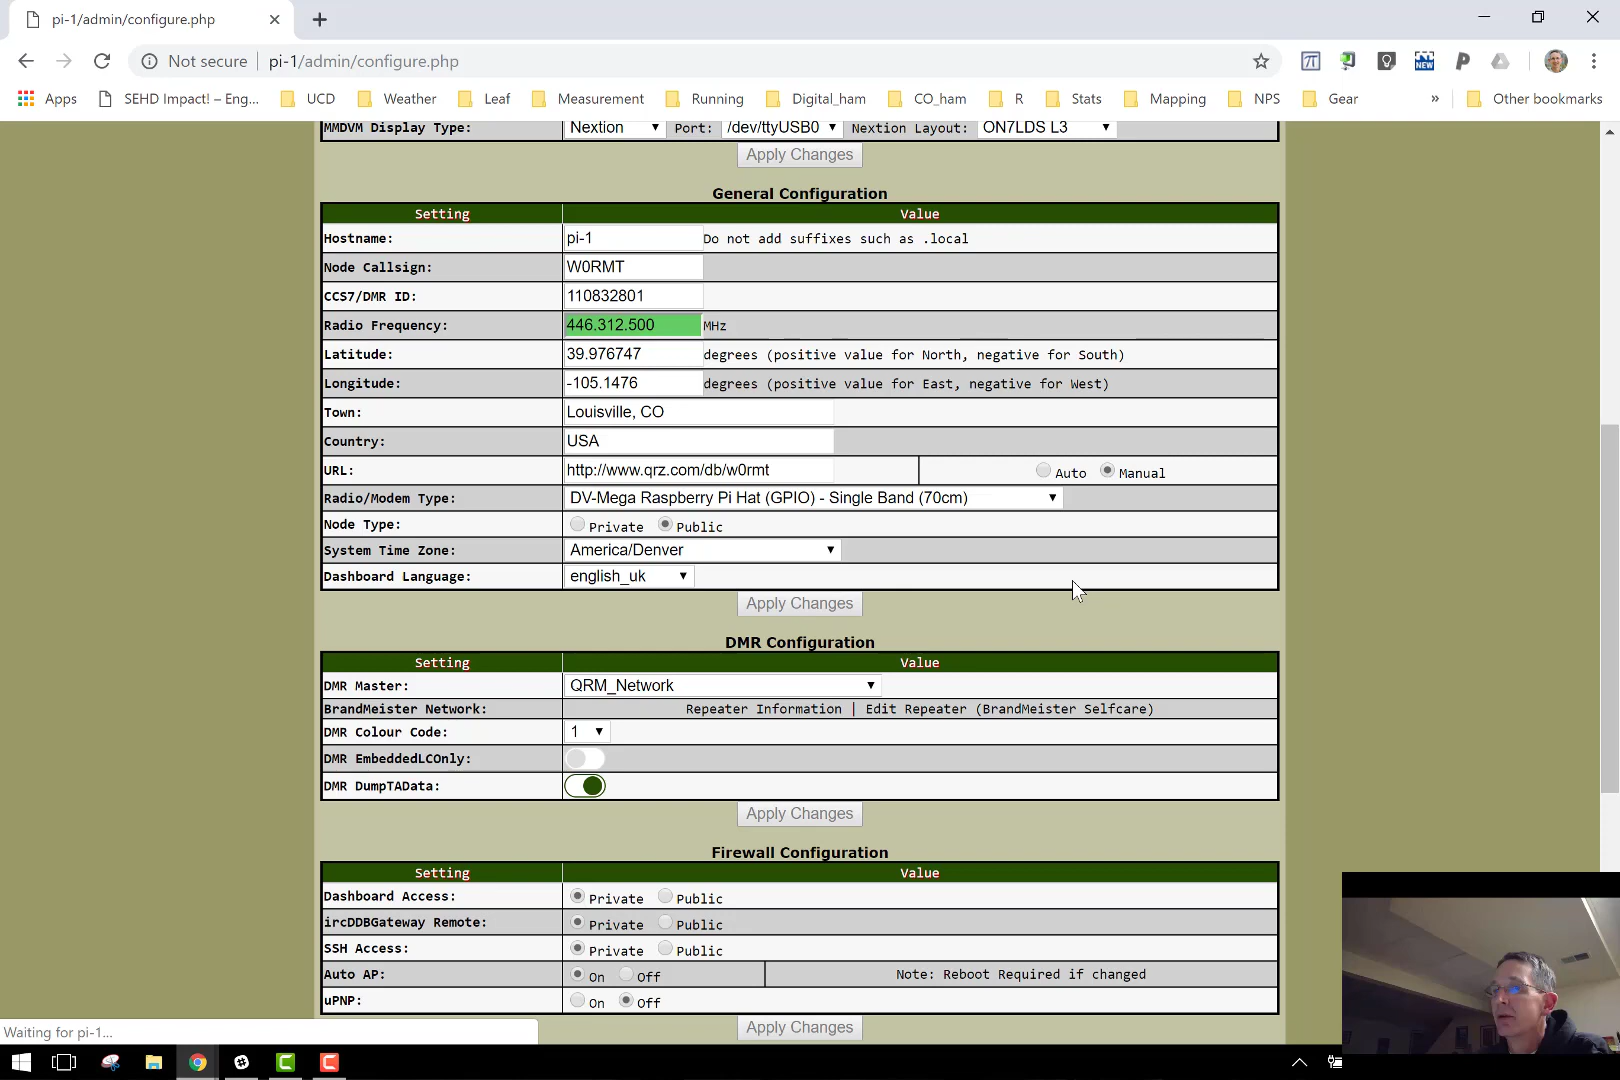 pi-1/admin/configure.php
Not secure pi-1/admin/configure.php
Apps SEHD Impact! – Eng... UCD Weather Leaf Measurement Running Digital_ham CO_ham R Stats Mapping NPS Gear » Other bookmarks
MMDVM Display Type: Nextion Port: /dev/ttyUSB0 Nextion Layout: ON7LDS L3
Apply Changes
General Configuration
Setting Value
Hostname: pi-1 Do not add suffixes such as .local
Node Callsign: W0RMT
CCS7/DMR ID: 110832801
Radio Frequency: 446.312.500 MHz
Latitude: 39.976747 degrees (positive value for North, negative for South)
Longitude: -105.1476 degrees (positive value for East, negative for West)
Town: Louisville, CO
Country: USA
URL: http://www.qrz.com/db/w0rmt Auto Manual
Radio/Modem Type: DV-Mega Raspberry Pi Hat (GPIO) - Single Band (70cm)
Node Type: Private Public
System Time Zone: America/Denver
Dashboard Language: english_uk
Apply Changes
DMR Configuration
Setting Value
DMR Master: QRM_Network
BrandMeister Network: Repeater Information | Edit Repeater (BrandMeister Selfcare)
DMR Colour Code: 1
DMR EmbeddedLCOnly:
DMR DumpTAData:
Apply Changes
Firewall Configuration
Setting Value
Dashboard Access: Private Public
ircDDBGateway Remote: Private Public
SSH Access: Private Public
Auto AP: On Off Note: Reboot Required if changed
uPNP: On Off
Waiting for pi-1...
Apply Changes